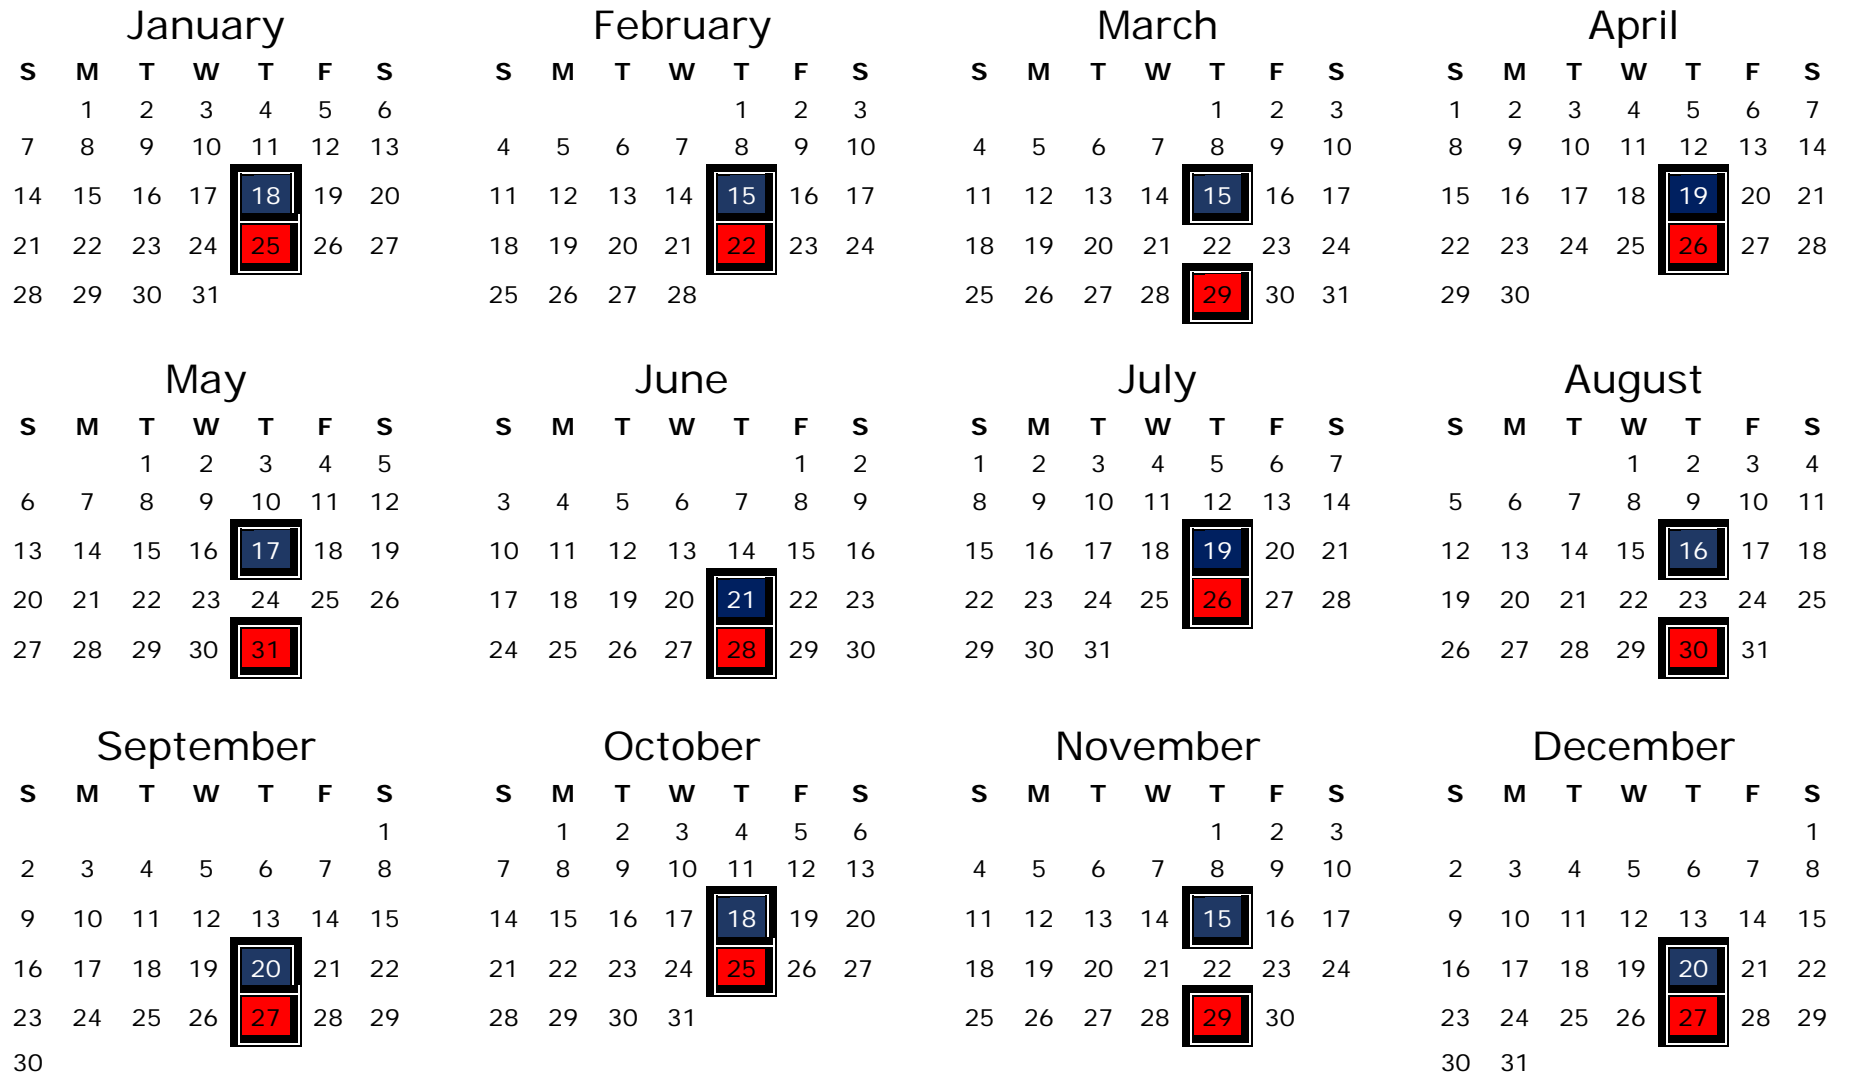 January February March April
S M T W T F S S M T W T F S S M T W T F S S M T W T F S
1 2 3 4 5 6 1 2 3 1 2 3 1 2 3 4 5 6 7
7 8 9 10 11 12 13 4 5 6 7 8 9 10 4 5 6 7 8 9 10 8 9 10 11 12 13 14
14 15 16 17 18 19 20 11 12 13 14 15 16 17 11 12 13 14 15 16 17 15 16 17 18 19 20 21
21 22 23 24 25 26 27 18 19 20 21 22 23 24 18 19 20 21 22 23 24 22 23 24 25 26 27 28
28 29 30 31 25 26 27 28 25 26 27 28 29 30 31 29 30
May June July August
S M T W T F S S M T W T F S S M T W T F S S M T W T F S
1 2 3 4 5 1 2 1 2 3 4 5 6 7 1 2 3 4
6 7 8 9 10 11 12 3 4 5 6 7 8 9 8 9 10 11 12 13 14 5 6 7 8 9 10 11
13 14 15 16 17 18 19 10 11 12 13 14 15 16 15 16 17 18 19 20 21 12 13 14 15 16 17 18
20 21 22 23 24 25 26 17 18 19 20 21 22 23 22 23 24 25 26 27 28 19 20 21 22 23 24 25
27 28 29 30 31 24 25 26 27 28 29 30 29 30 31 26 27 28 29 30 31
September October November December
S M T W T F S S M T W T F S S M T W T F S S M T W T F S
1 1 2 3 4 5 6 1 2 3 1
2 3 4 5 6 7 8 7 8 9 10 11 12 13 4 5 6 7 8 9 10 2 3 4 5 6 7 8
9 10 11 12 13 14 15 14 15 16 17 18 19 20 11 12 13 14 15 16 17 9 10 11 12 13 14 15
16 17 18 19 20 21 22 21 22 23 24 25 26 27 18 19 20 21 22 23 24 16 17 18 19 20 21 22
23 24 25 26 27 28 29 28 29 30 31 25 26 27 28 29 30 23 24 25 26 27 28 29
30 30 31